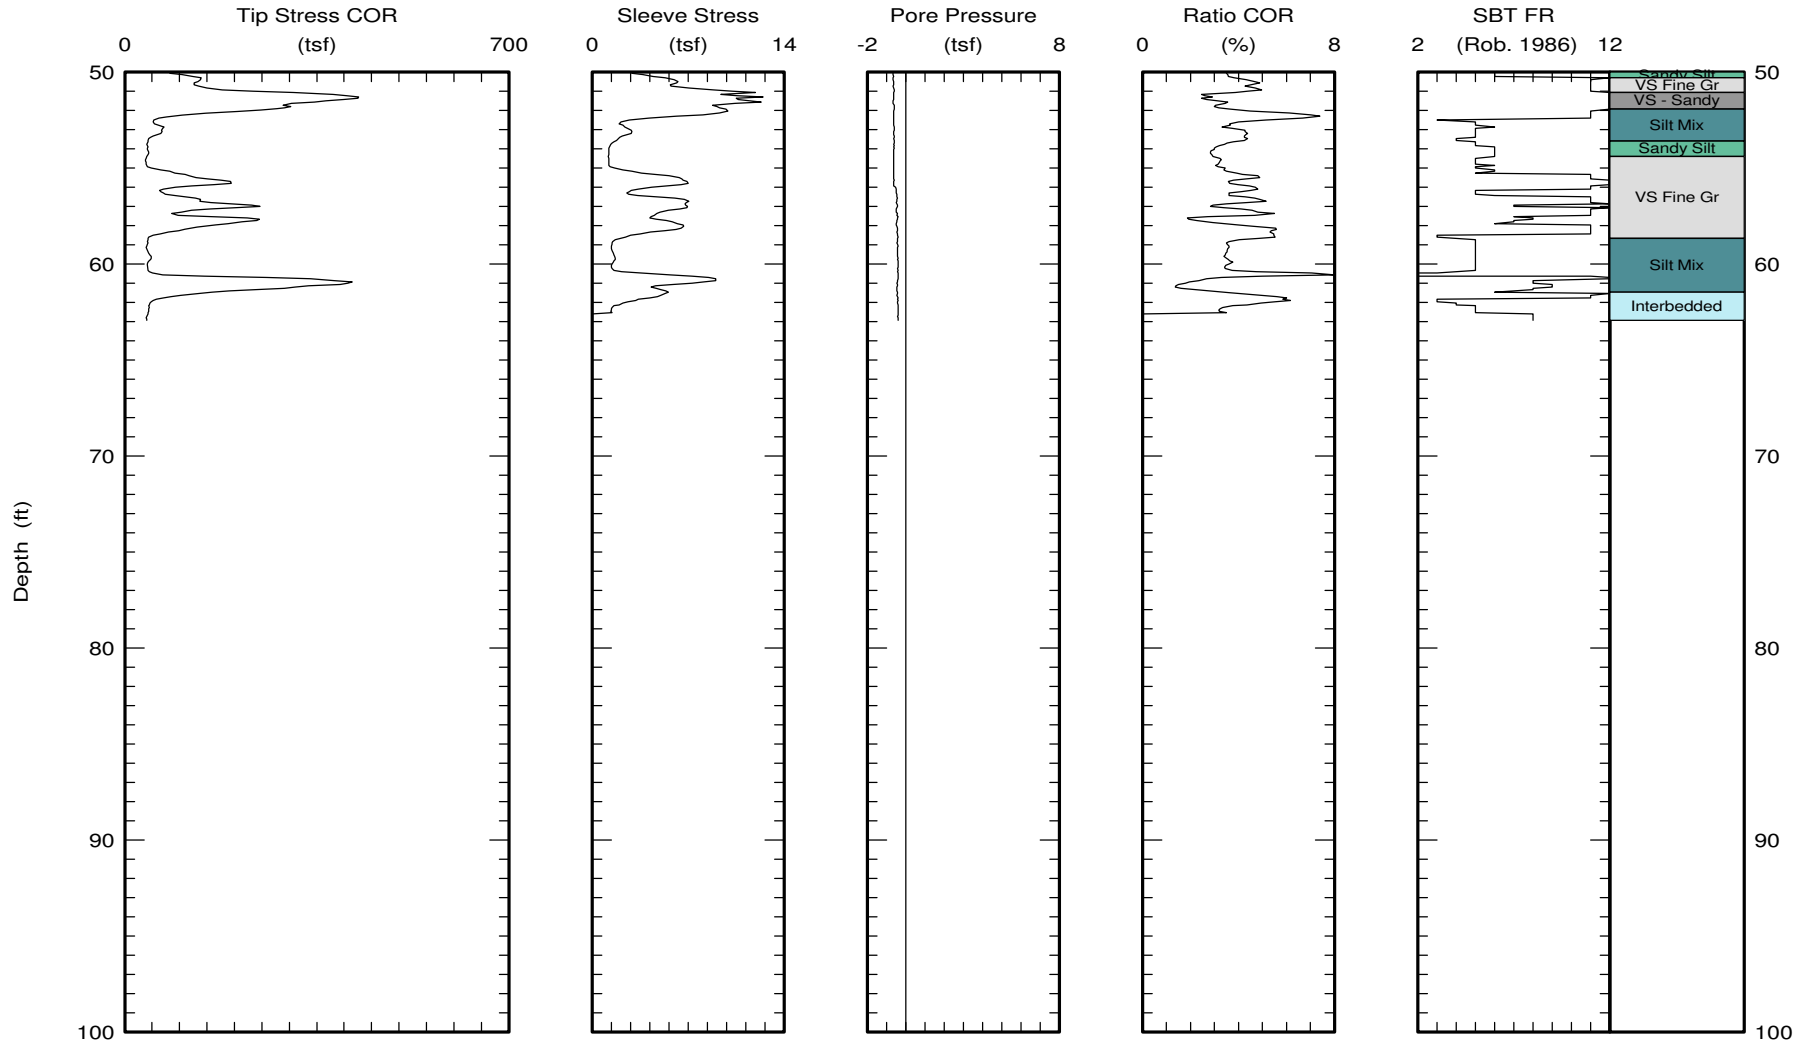 Tip Stress COR Sleeve Stress Pore Pressure Ratio COR SBT FR
0 (tsf) 700 0 (tsf) 14 -2 (tsf) 8 0 (%) 8 2 (Rob. 1986) 12
50 Sandy Silt 50
VS Fine Gr
VS - Sandy
Silt Mix
Sandy Silt
VS Fine Gr
60 Silt Mix 60
Interbedded
70 70
Depth (ft)
80 80
90 90
100 100